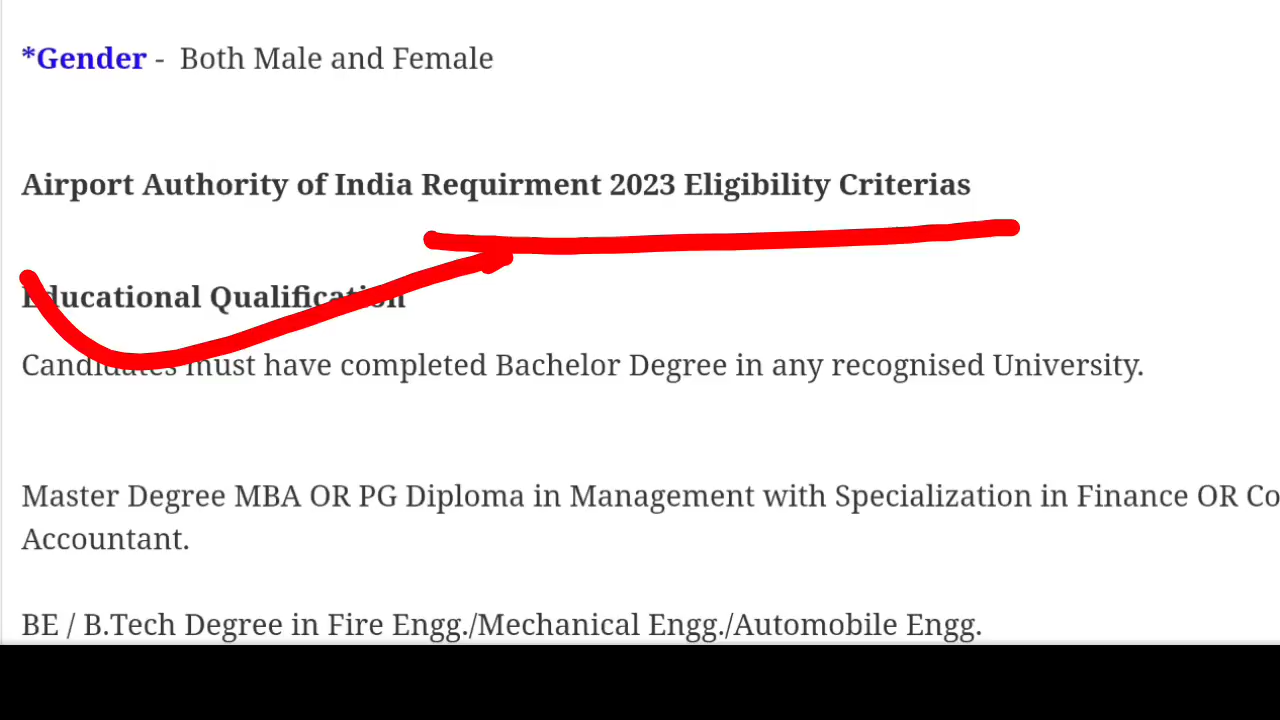 *Gender - Both Male and Female
Airport Authority of India Requirment 2023 Eligibility Criterias
Educational Qualification
Candidates must have completed Bachelor Degree in any recognised University.
Master Degree MBA OR PG Diploma in Management with Specialization in Finance OR
Accountant.
BE / B.Tech Degree in Fire Engg./Mechanical Engg./Automobile Engg.